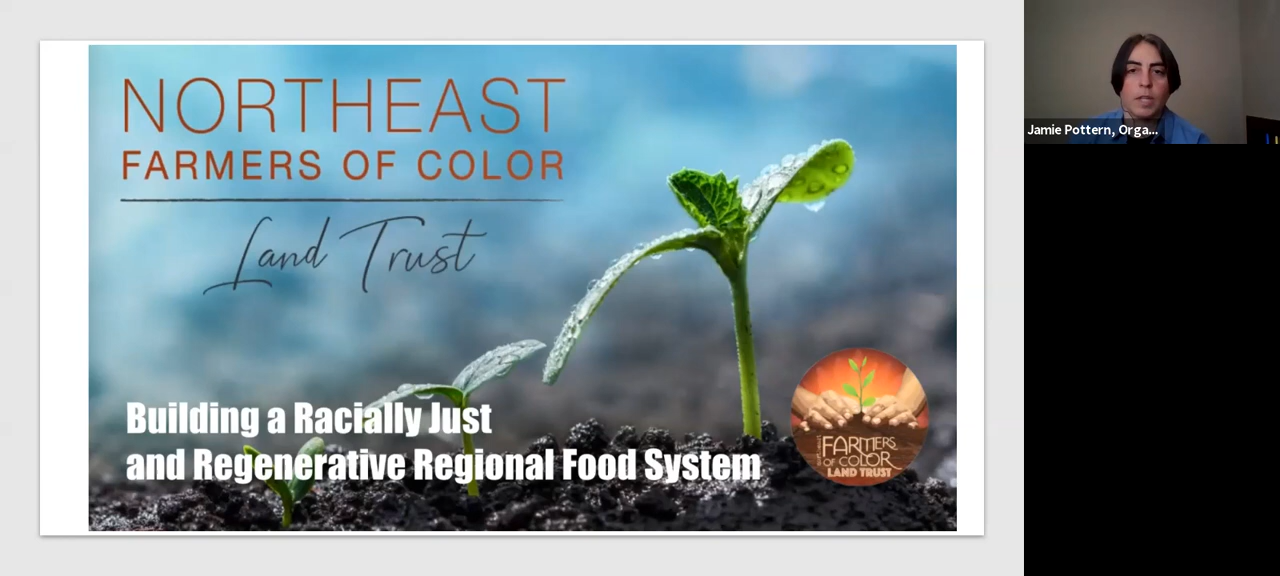 NORTHEAST
FARMERS OF COLOR
Land Trust
Building a Racially Just
and Regenerative Regional Food System
FARMERS
OF COLOR
LAND TRUST
Jamie Pottern, Orga...